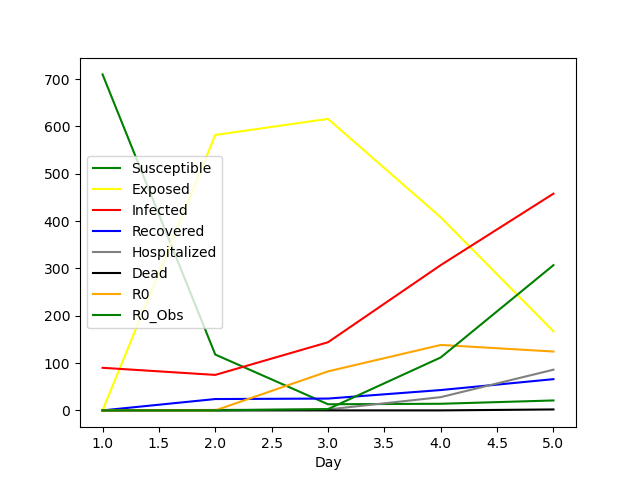 700
600
500
400
300
200
100
0
Susceptible
Exposed
Infected
Recovered
Hospitalized
Dead
R0
R0_Obs
1.0 1.5 2.0 2.5 3.0 3.5 4.0 4.5 5.0
Day